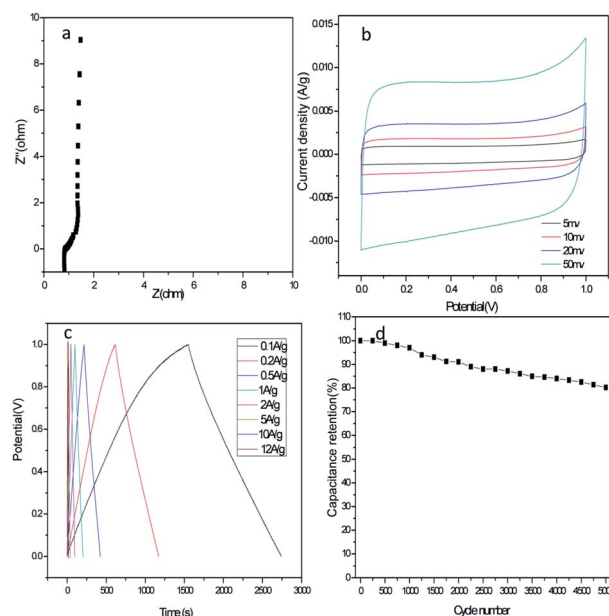 a
10
8
6
4
2
0
Z"(ohm)
0 2 4 6 8 10
Z(ohm)
b
0.015
0.010
0.005
0.000
-0.005
-0.010
Current density (A/g)
5mv
10mv
20mv
50mv
0.0 0.2 0.4 0.6 0.8 1.0
Potential(V)
c
1.0
0.8
0.6
0.4
0.2
0.0
Potential(V)
0.1A/g
0.2A/g
0.5A/g
1A/g
2A/g
5A/g
10A/g
12A/g
0 500 1000 1500 2000 2500 3000
Time(s)
d
110
100
90
80
70
60
50
40
30
20
10
0
Capacitance retention(%)
0 500 1000 1500 2000 2500 3000 3500 4000 4500 5000
Cycle number